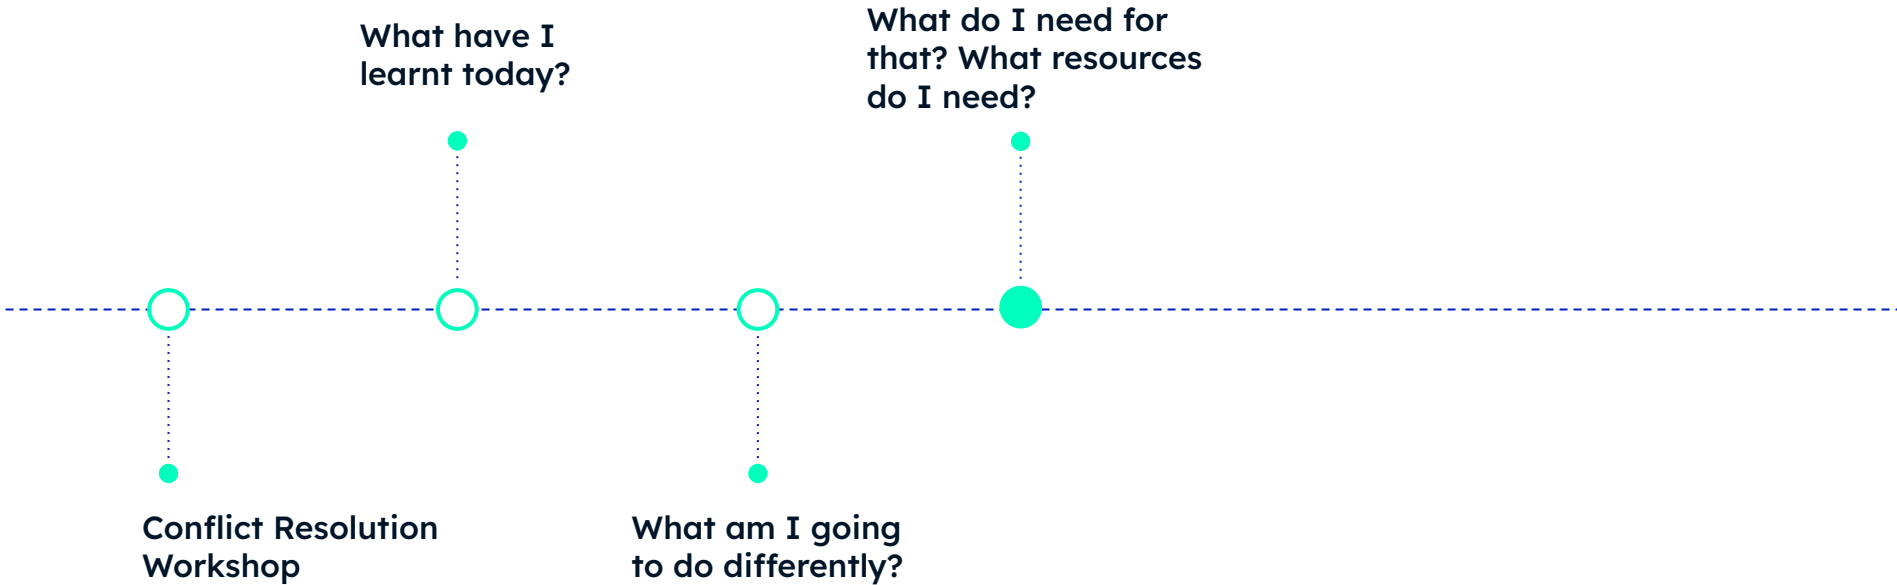 What have I
learnt today?
What do I need for
that? What resources
do I need?
Conflict Resolution
Workshop
What am I going
to do differently?